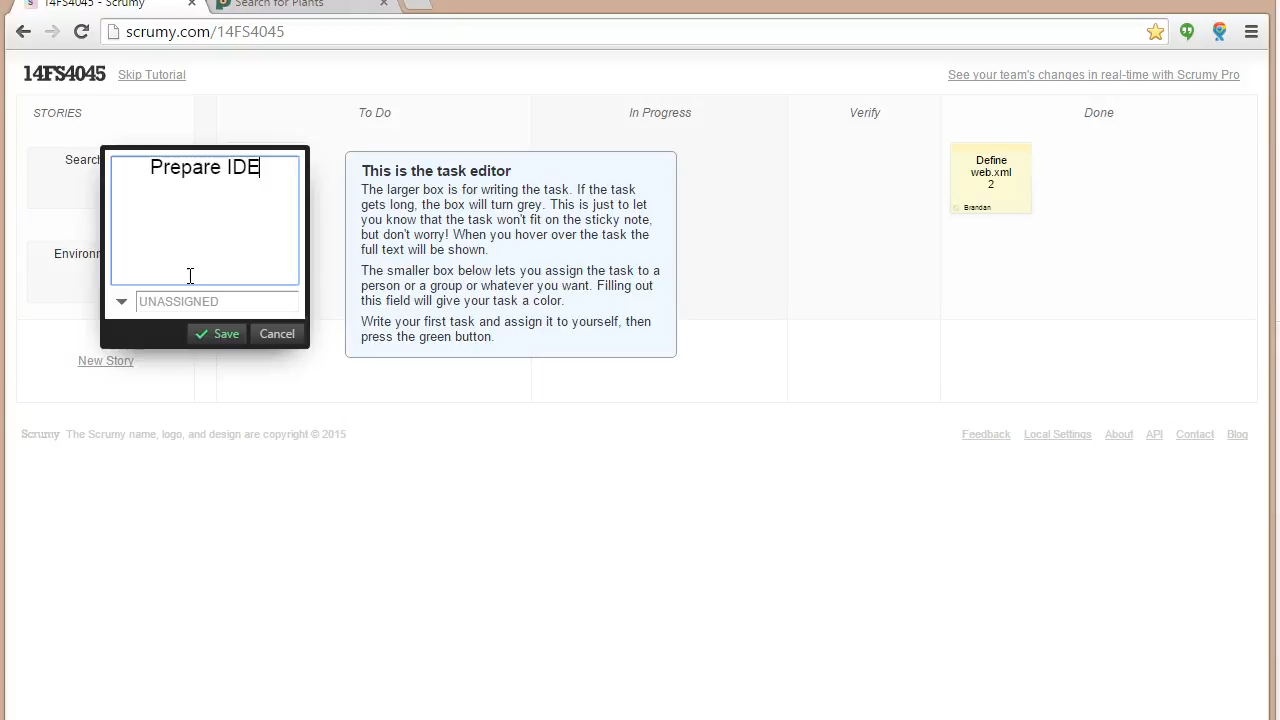 14FS4045 - Scrumy
Search for Plants
scrumy.com/14FS4045
14FS4045 Skip Tutorial
See your team's changes in real-time with Scrumy Pro
STORIES
To Do
In Progress
Verify
Done
Search
Environ
New Story
Prepare IDE
UNASSIGNED
Save
Cancel
This is the task editor
The larger box is for writing the task. If the task
gets long, the box will turn grey. This is just to
let you know that the task won't fit on the sticky note,
but don't worry! When you hover over the task the
full text will be shown.
The smaller box below lets you assign the task to a
person or a group or whatever you want. Filling out
this field will give your task a color.
Write your first task and assign it to yourself, then
press the green button.
Define
web.xml
2
Brandan
Scrumy The Scrumy name, logo, and design are copyright © 2015
Feedback Local Settings About API Contact Blog